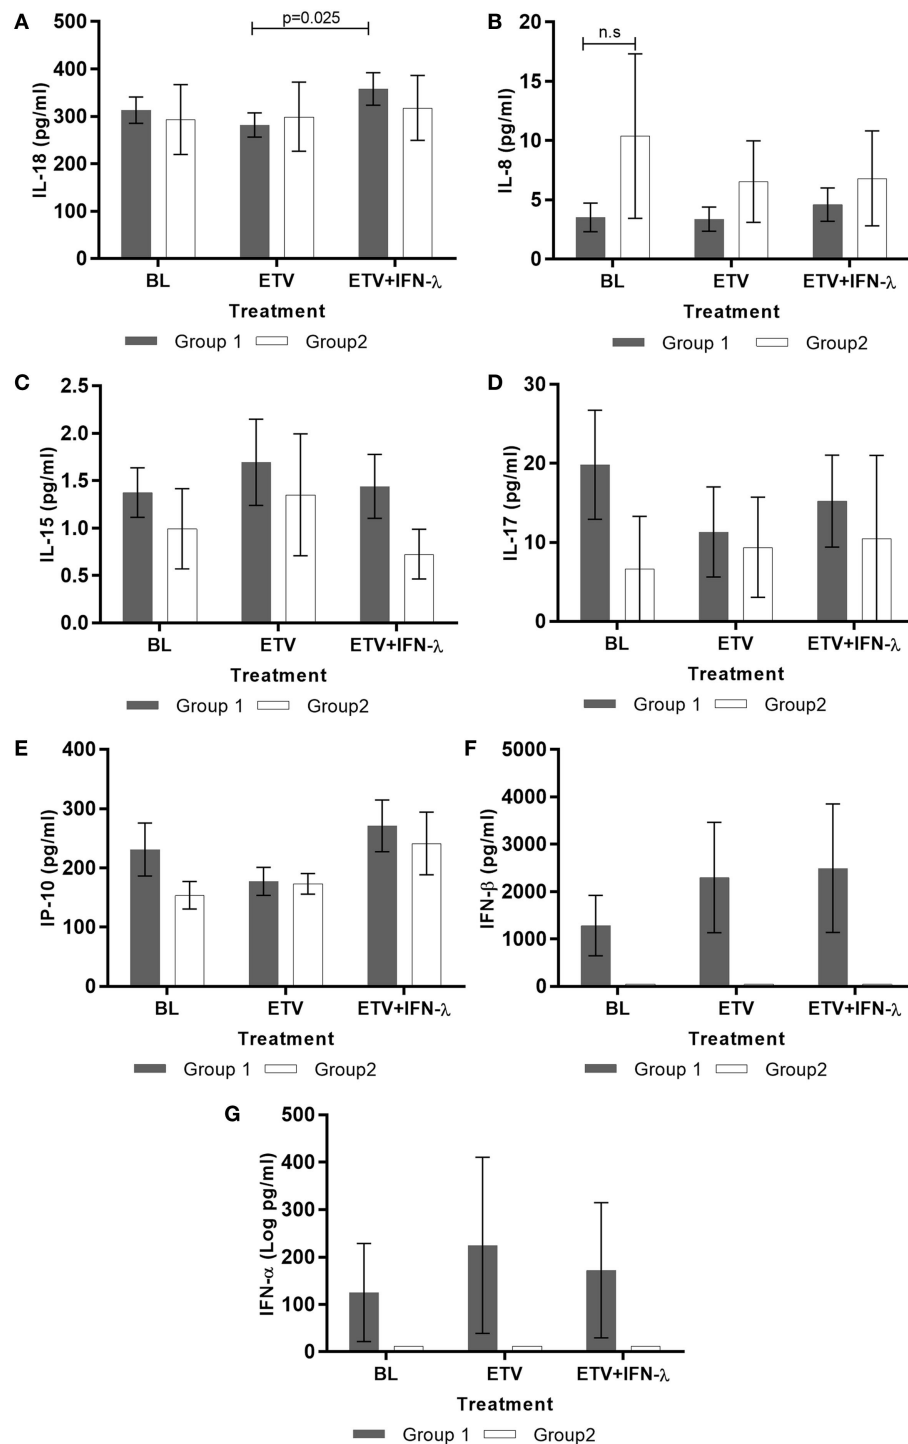 A
p=0.025
500
400
300
200
100
0
IL-18 (pg/ml)
BL ETV ETV+IFN-λ
Treatment
Group 1 Group2
B
n.s
20
15
10
5
0
IL-8 (pg/ml)
BL ETV ETV+IFN-λ
Treatment
Group 1 Group2
C
2.5
2.0
1.5
1.0
0.5
0.0
IL-15 (pg/ml)
BL ETV ETV+IFN-λ
Treatment
Group 1 Group2
D
30
20
10
0
IL-17 (pg/ml)
BL ETV ETV+IFN-λ
Treatment
Group 1 Group2
E
400
300
200
100
0
IP-10 (pg/ml)
BL ETV ETV+IFN-λ
Treatment
Group 1 Group2
F
5000
4000
3000
2000
1000
0
IFN-β (pg/ml)
BL ETV ETV+IFN-λ
Treatment
Group 1 Group2
G
500
400
300
200
100
0
IFN-α (Log pg/ml)
BL ETV ETV+IFN-λ
Treatment
Group 1 Group2